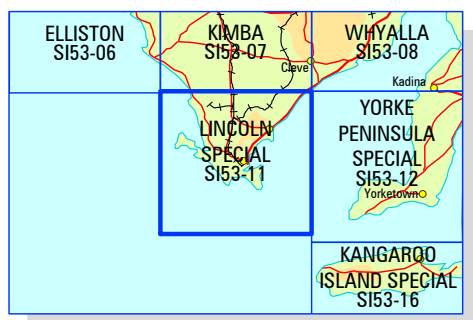 ELLISTON
SI53-06
KIMBA
SI53-07
WHYALLA
SI53-08
Cleve
Kadina
LINCOLN
SPECIAL
SI53-11
YORKE
PENINSULA
SPECIAL
SI53-12
Yorketown
KANGAROO
ISLAND SPECIAL
SI53-16